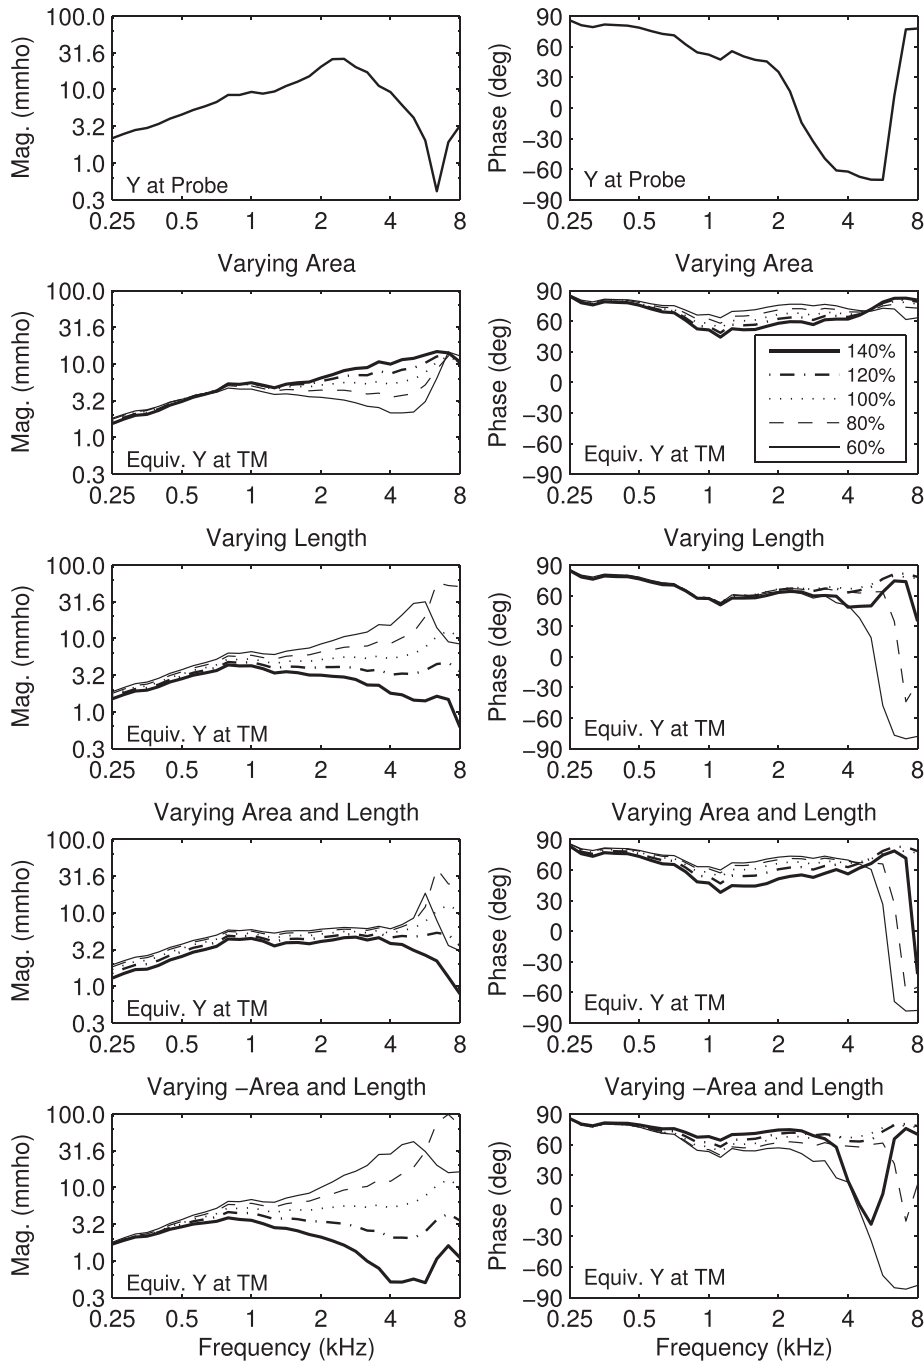 100.0
31.6
10.0
3.2
1.0
0.3
Mag. (mmho)
Y at Probe
0.25 0.5 1 2 4 8
90
60
30
0
−30
−60
−90
Phase (deg)
Y at Probe
0.25 0.5 1 2 4 8
Varying Area
100.0
31.6
10.0
3.2
1.0
0.3
Mag. (mmho)
Equiv. Y at TM
0.25 0.5 1 2 4 8
Varying Area
90
60
30
0
−30
−60
−90
Phase (deg)
140%
120%
100%
80%
60%
Equiv. Y at TM
0.25 0.5 1 2 4 8
Varying Length
100.0
31.6
10.0
3.2
1.0
0.3
Mag. (mmho)
Equiv. Y at TM
0.25 0.5 1 2 4 8
Varying Length
90
60
30
0
−30
−60
−90
Phase (deg)
Equiv. Y at TM
0.25 0.5 1 2 4 8
Varying Area and Length
100.0
31.6
10.0
3.2
1.0
0.3
Mag. (mmho)
Equiv. Y at TM
0.25 0.5 1 2 4 8
Varying Area and Length
90
60
30
0
−30
−60
−90
Phase (deg)
Equiv. Y at TM
0.25 0.5 1 2 4 8
Varying −Area and Length
100.0
31.6
10.0
3.2
1.0
0.3
Mag. (mmho)
Equiv. Y at TM
0.25 0.5 1 2 4 8
Frequency (kHz)
Varying −Area and Length
90
60
30
0
−30
−60
−90
Phase (deg)
Equiv. Y at TM
0.25 0.5 1 2 4 8
Frequency (kHz)